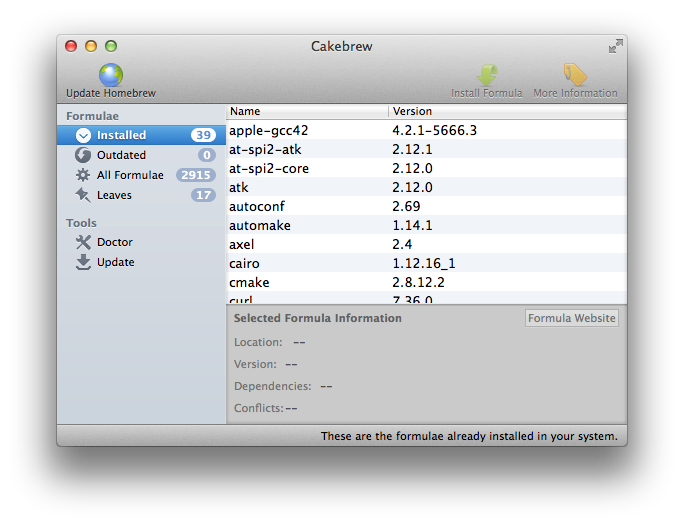 Cakebrew
Update Homebrew
Install Formula
More Information
Formulae
Installed 39
Outdated 0
All Formulae 2915
Leaves 17
Tools
Doctor
Update
Name Version
apple-gcc42 4.2.1-5666.3
at-spi2-atk 2.12.1
at-spi2-core 2.12.0
atk 2.12.0
autoconf 2.69
automake 1.14.1
axel 2.4
cairo 1.12.16_1
cmake 2.8.12.2
curl 7.36.0
Selected Formula Information
Formula Website
Location: --
Version: --
Dependencies: --
Conflicts: --
These are the formulae already installed in your system.